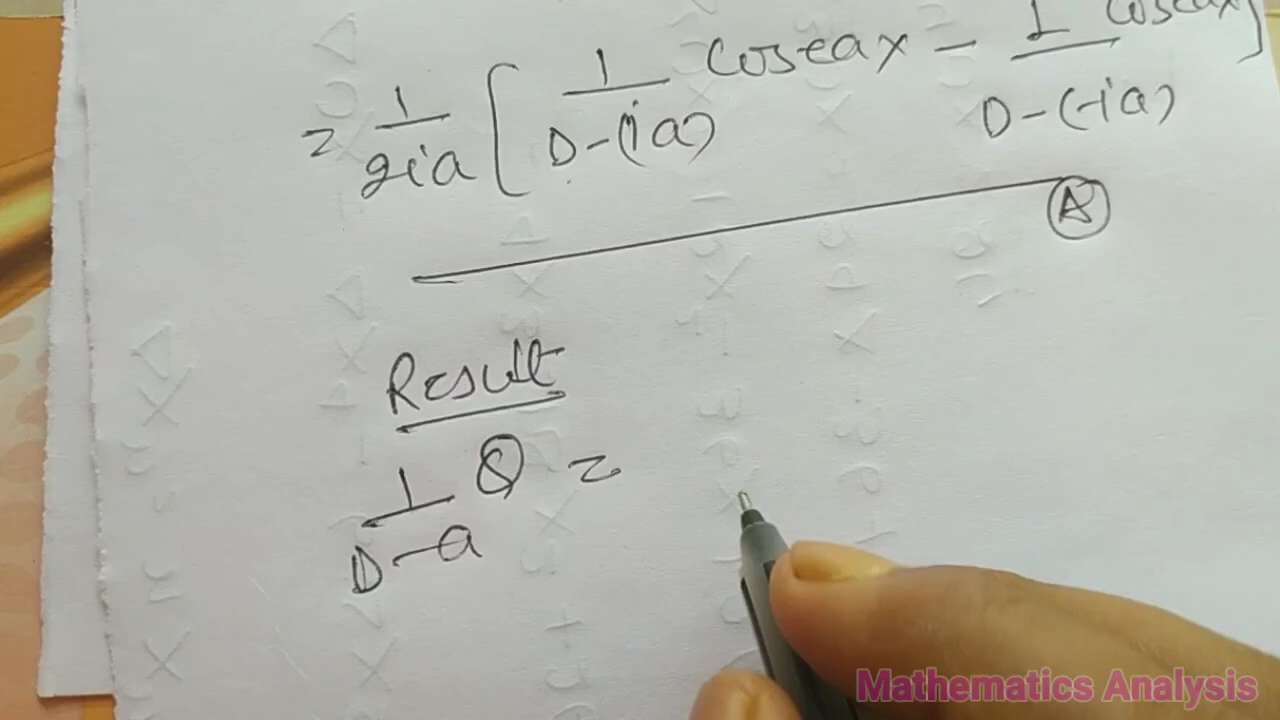 = 1/2ia [ 1/D-(ia) Cosecax - 1/D-(-ia) Cosecax ]
A
Result
1/D-a Q =
Mathematics Analysis